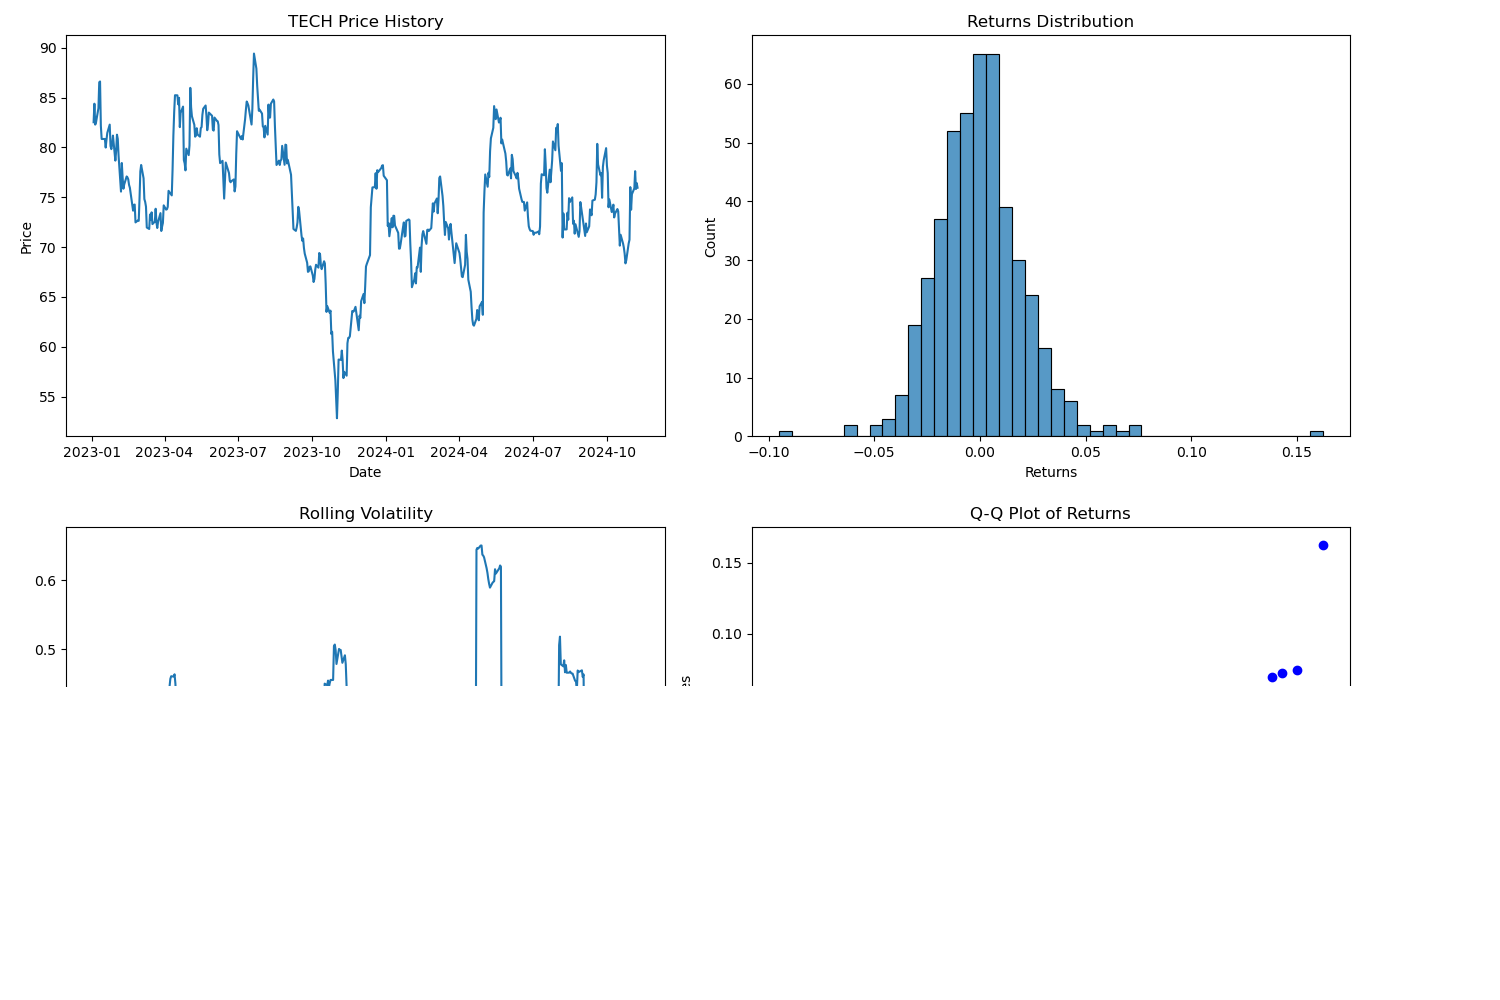 TECH Price History
90
85
80
75
70
65
60
55
Price
2023-01 2023-04 2023-07 2023-10 2024-01 2024-04 2024-07 2024-10
Date
Returns Distribution
60
50
40
30
20
10
0
Count
−0.10 −0.05 0.00 0.05 0.10 0.15
Returns
Rolling Volatility
0.6
0.5
Q-Q Plot of Returns
0.15
0.10
es